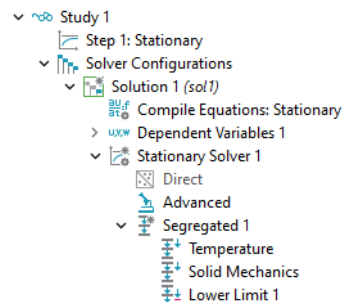 Study 1
Step 1: Stationary
Solver Configurations
Solution 1 (sol1)
Compile Equations: Stationary
Dependent Variables 1
Stationary Solver 1
Direct
Advanced
Segregated 1
Temperature
Solid Mechanics
Lower Limit 1